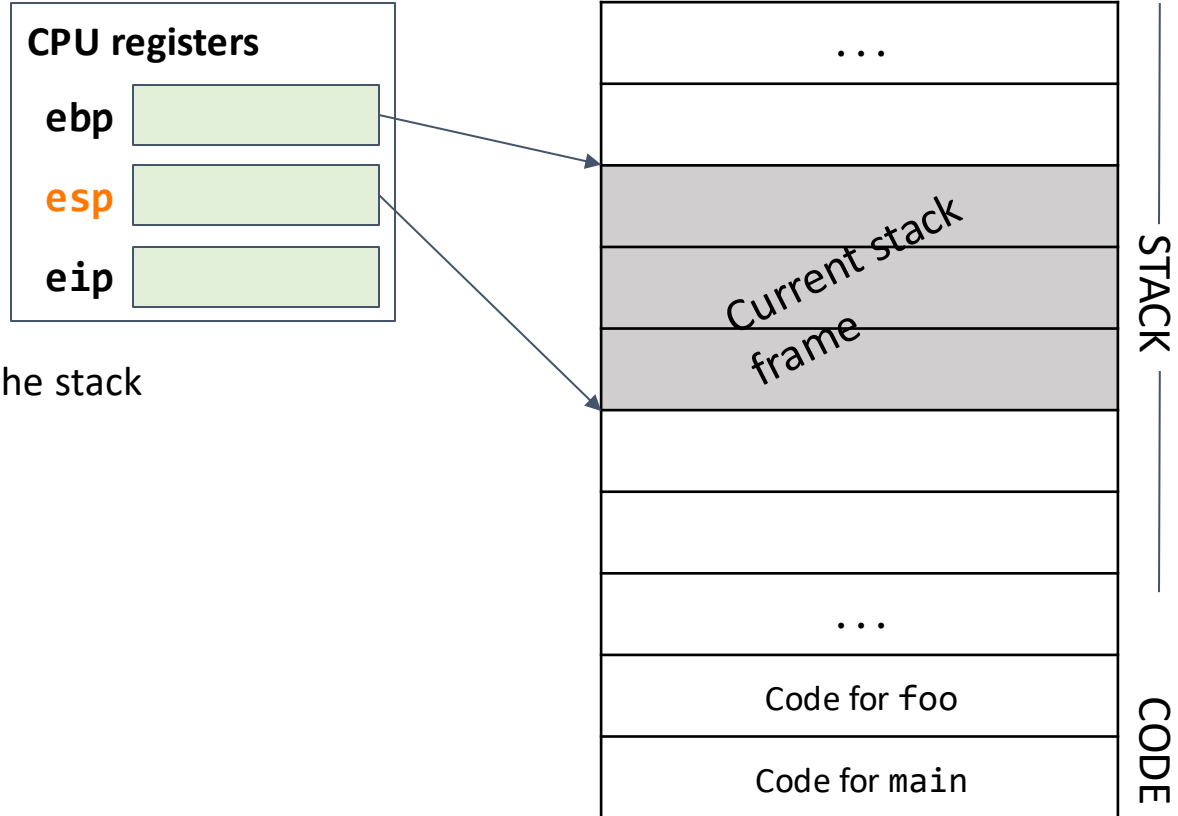 CPU registers
ebp
esp
eip
he stack
...
Current stack
frame
...
Code for foo
Code for main
STACK
CODE